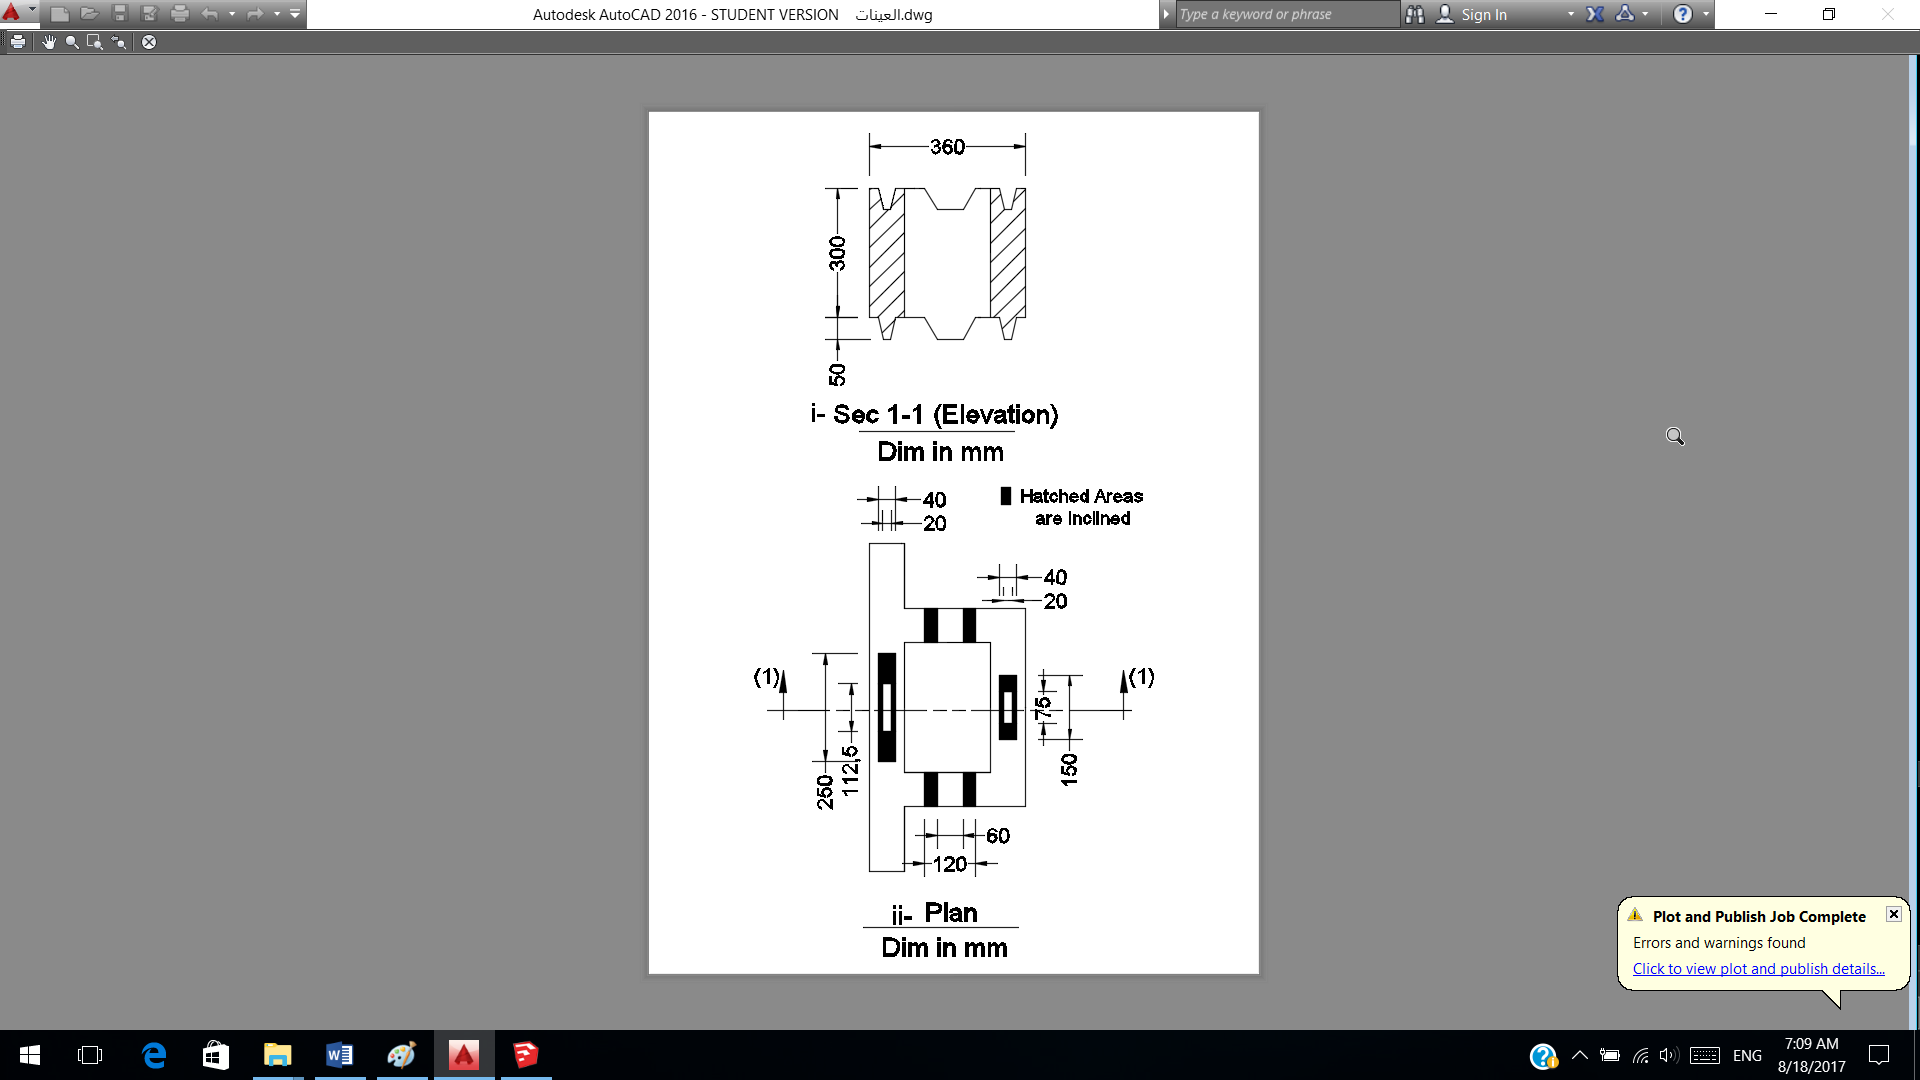 Autodesk AutoCAD 2016 - STUDENT VERSION العينات.dwg
Type a keyword or phrase
Sign In
360
300
50
i- Sec 1-1 (Elevation)
Dim in mm
40
20
Hatched Areas
are Inclined
40
20
(1)
(1)
75
150
112,5
250
60
120
ii- Plan
Dim in mm
Plot and Publish Job Complete
Errors and warnings found
Click to view plot and publish details...
ENG
7:09 AM
8/18/2017